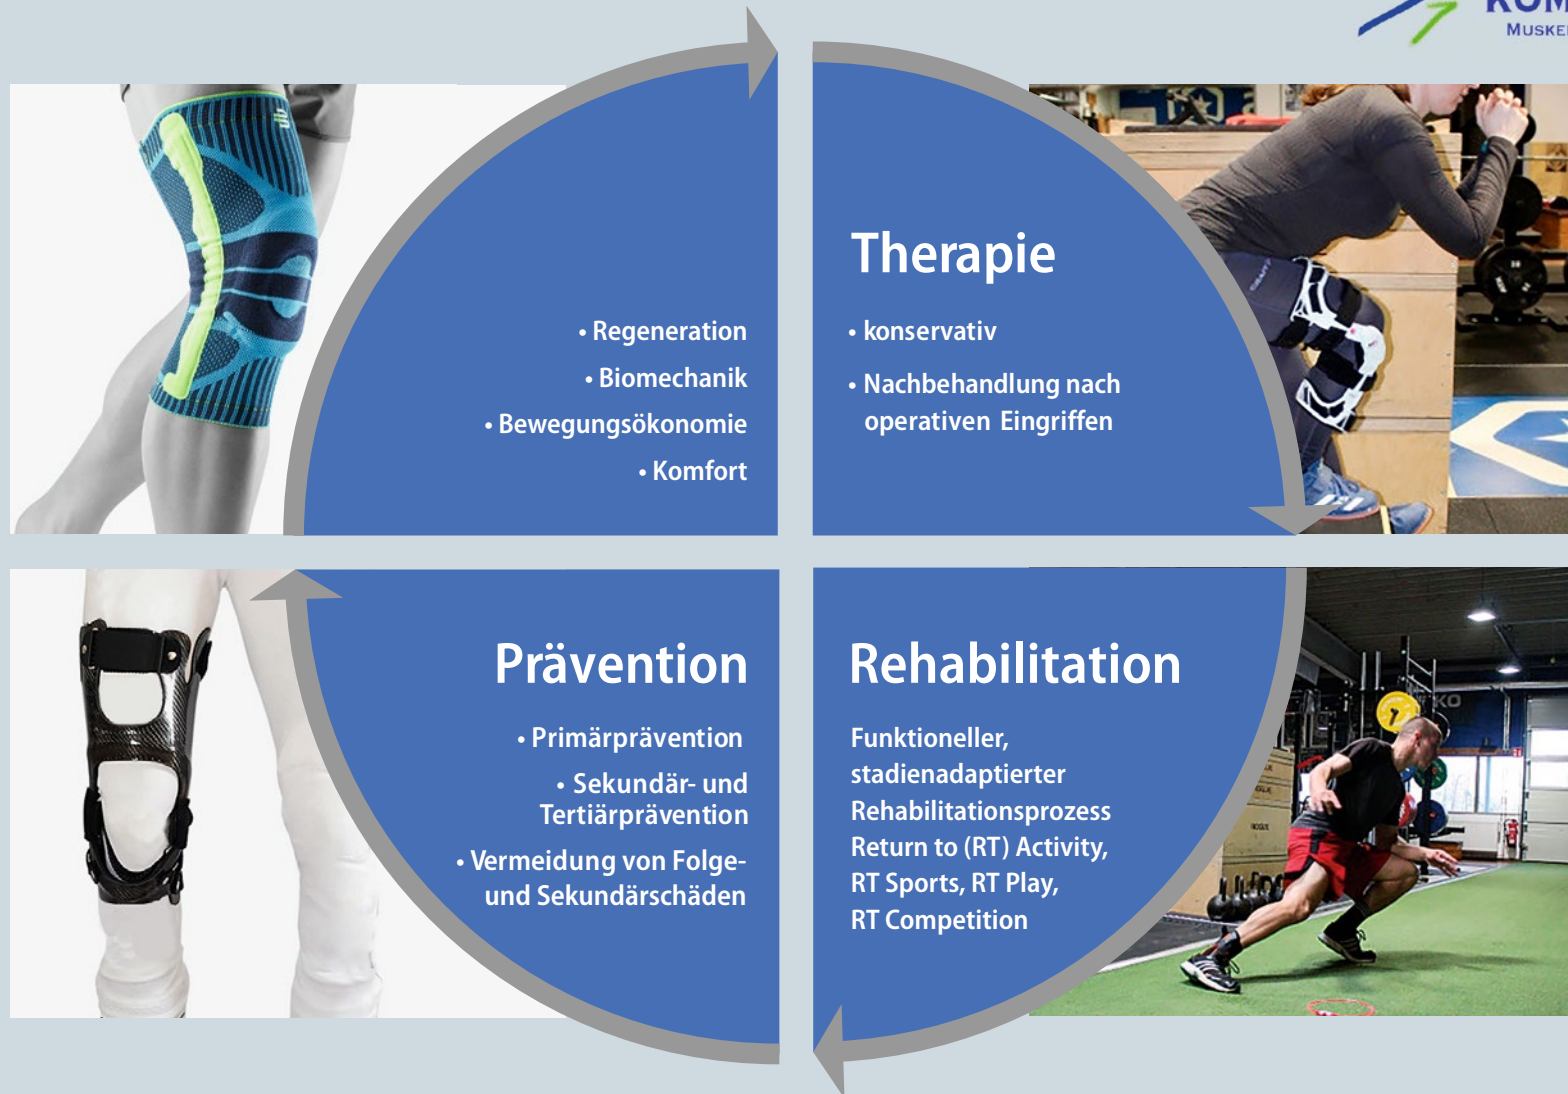 • Regeneration
• Biomechanik
• Bewegungsökonomie
• Komfort
Therapie
• konservativ
• Nachbehandlung nach
operativen Eingriffen
Prävention
• Primärprävention
• Sekundär- und
Tertiärprävention
• Vermeidung von Folge-
und Sekundärschäden
Rehabilitation
Funktioneller,
stadienadaptierter
Rehabilitationsprozess
Return to (RT) Activity,
RT Sports, RT Play,
RT Competition